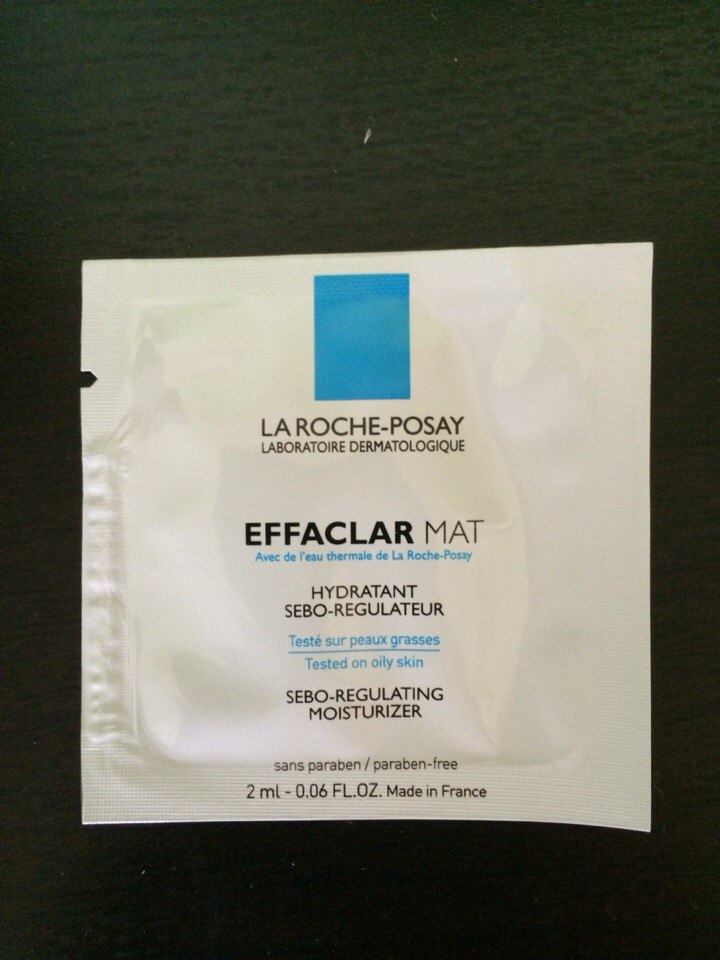 LA ROCHE-POSAY
LABORATOIRE DERMATOLOGIQUE
EFFACLAR MAT
Avec de l'eau thermale de La Roche-Posay
HYDRATANT
SEBO-REGULATEUR
Testé sur peaux grasses
Tested on oily skin
SEBO-REGULATING
MOISTURIZER
sans paraben / paraben-free
2 ml - 0.06 FL.OZ. Made in France